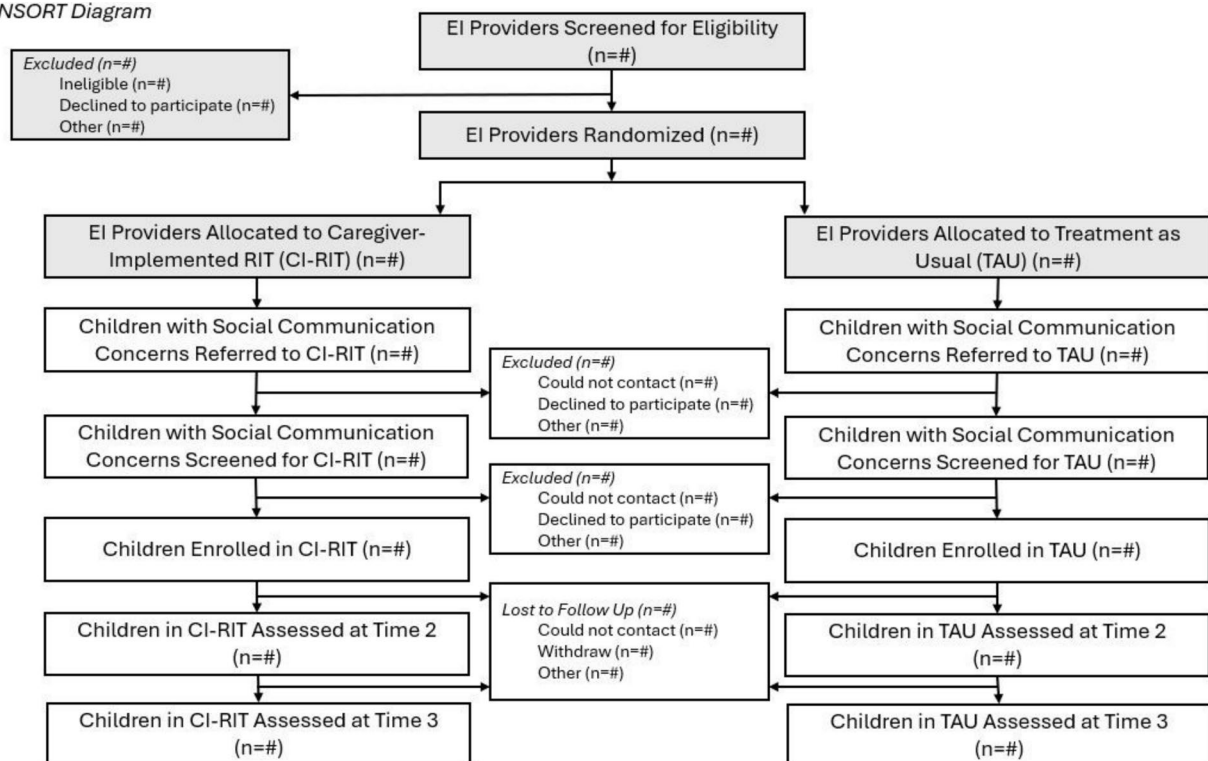 NSORT Diagram
EI Providers Screened for Eligibility
(n=#)
Excluded (n=#)
Ineligible (n=#)
Declined to participate (n=#)
Other (n=#)
EI Providers Randomized (n=#)
EI Providers Allocated to Caregiver-
Implemented RIT (CI-RIT) (n=#)
EI Providers Allocated to Treatment as
Usual (TAU) (n=#)
Children with Social Communication
Concerns Referred to CI-RIT (n=#)
Children with Social Communication
Concerns Referred to TAU (n=#)
Excluded (n=#)
Could not contact (n=#)
Declined to participate (n=#)
Other (n=#)
Children with Social Communication
Concerns Screened for CI-RIT (n=#)
Children with Social Communication
Concerns Screened for TAU (n=#)
Excluded (n=#)
Could not contact (n=#)
Declined to participate (n=#)
Other (n=#)
Children Enrolled in CI-RIT (n=#)
Children Enrolled in TAU (n=#)
Lost to Follow Up (n=#)
Could not contact (n=#)
Withdraw (n=#)
Other (n=#)
Children in CI-RIT Assessed at Time 2
(n=#)
Children in TAU Assessed at Time 2
(n=#)
Children in CI-RIT Assessed at Time 3
(n=#)
Children in TAU Assessed at Time 3
(n=#)